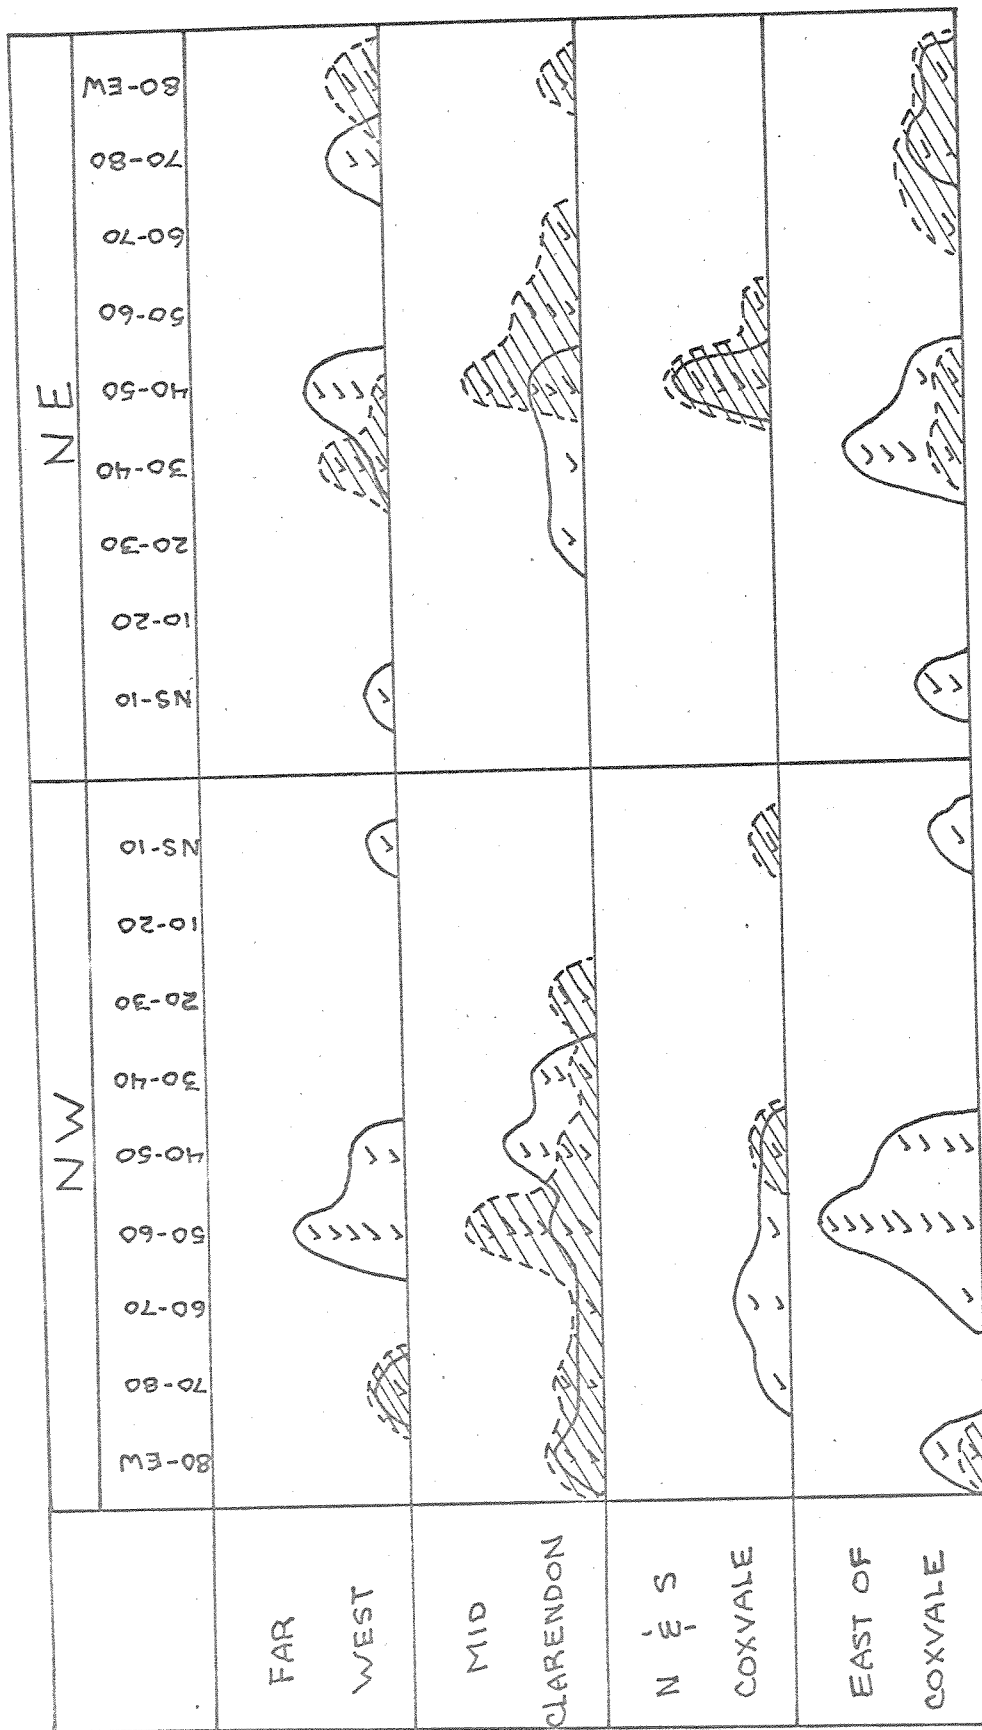 NW
NE
80-EW
70-80
60-70
50-60
40-50
30-40
20-30
10-20
NS-10
NS-10
10-20
20-30
30-40
40-50
50-60
60-70
70-80
80-EW
FAR
WEST
MID
CLARENDON
N & S
COXVALE
EAST OF
COXVALE